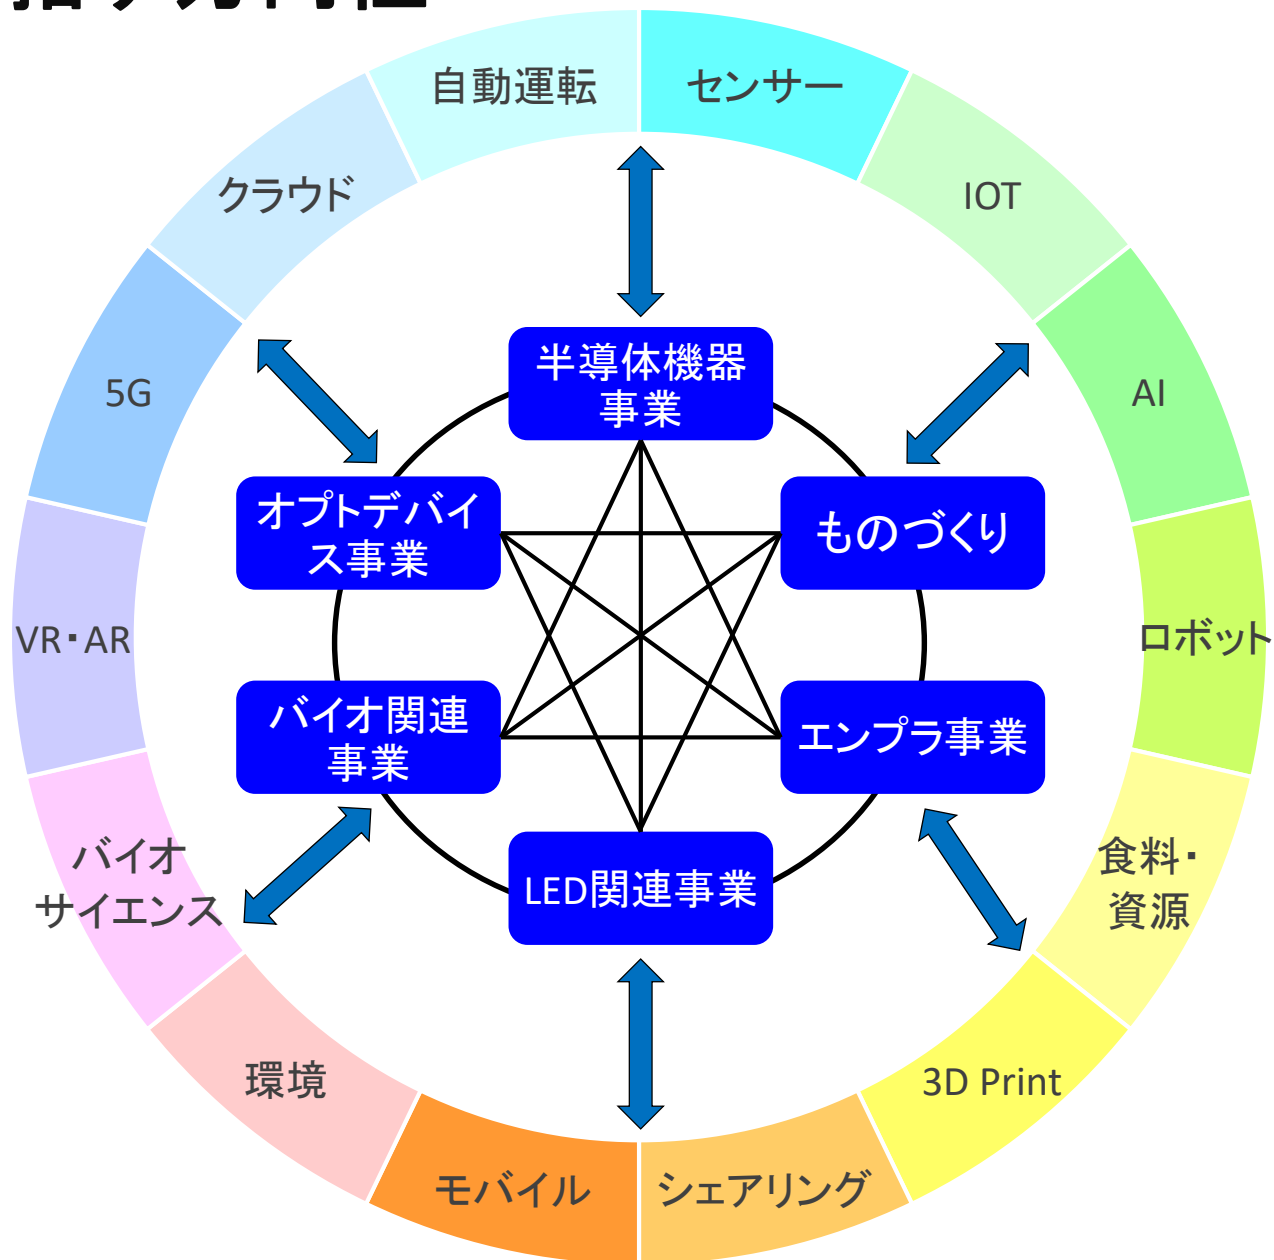 自動運転
センサー
クラウド
IOT
5G
AI
半導体機器
事業
オプトデバイ
ス事業
ものづくり
VR・AR
ロボット
バイオ関連
事業
エンプラ事業
LED関連事業
バイオ
サイエンス
食料・
資源
環境
3D Print
モバイル
シェアリング